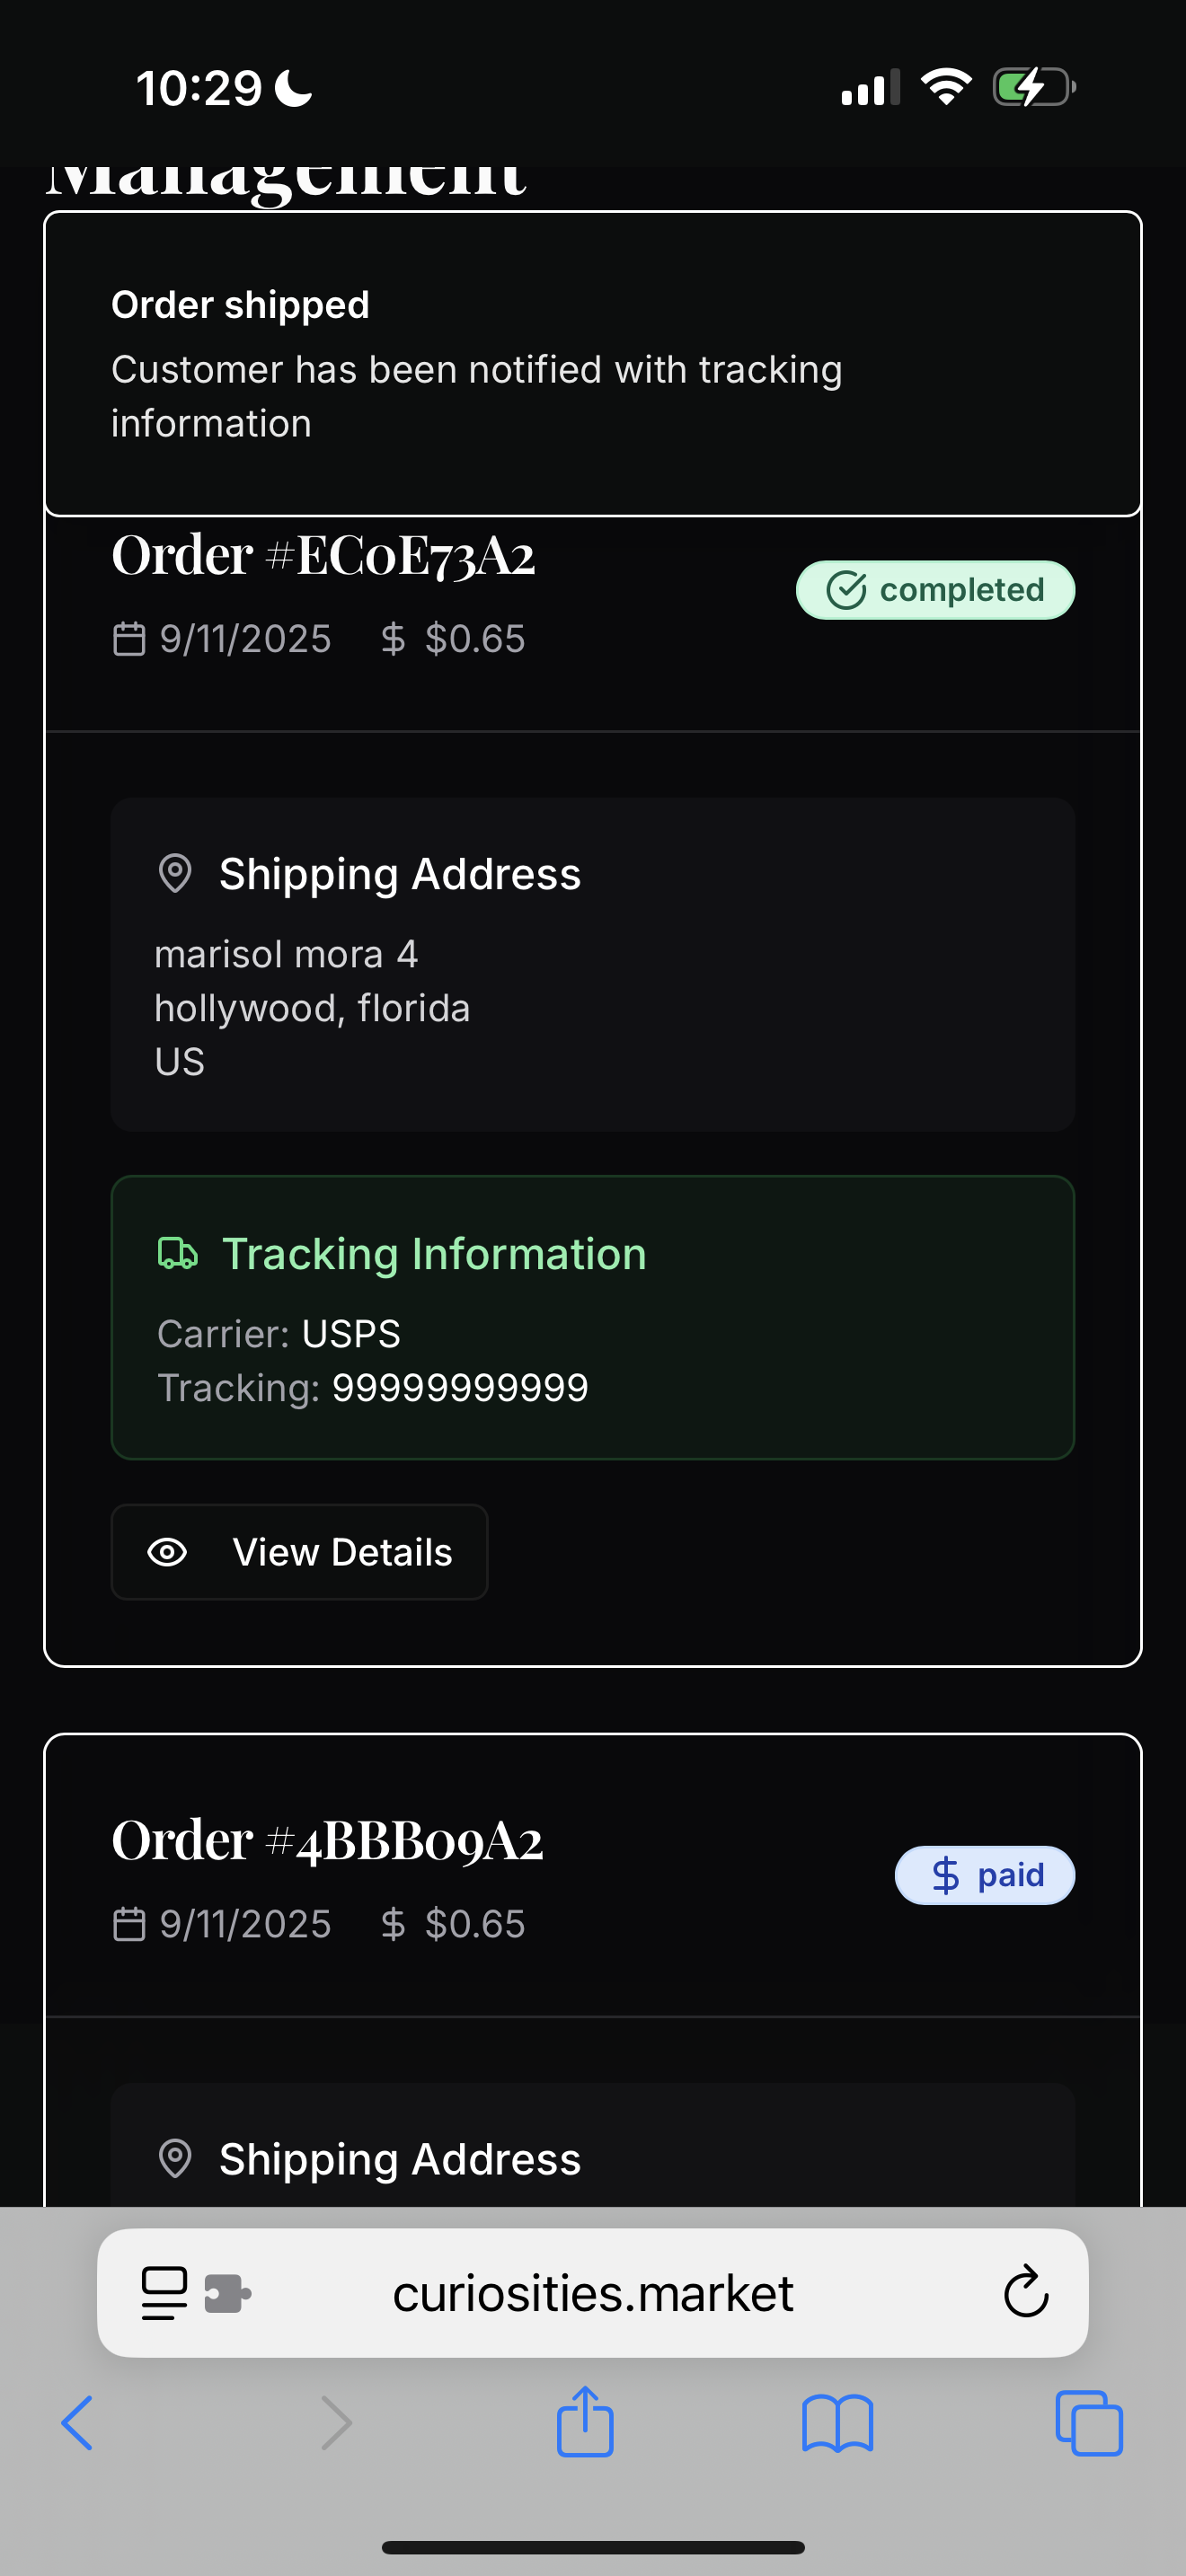 10:29
Management
Order shipped
Customer has been notified with tracking
information
Order #EC0E73A2
completed
9/11/2025 $0.65
Shipping Address
marisol mora 4
hollywood, florida
US
Tracking Information
Carrier: USPS
Tracking: 99999999999
View Details
Order #4BBB09A2
paid
9/11/2025 $0.65
Shipping Address
curiosities.market